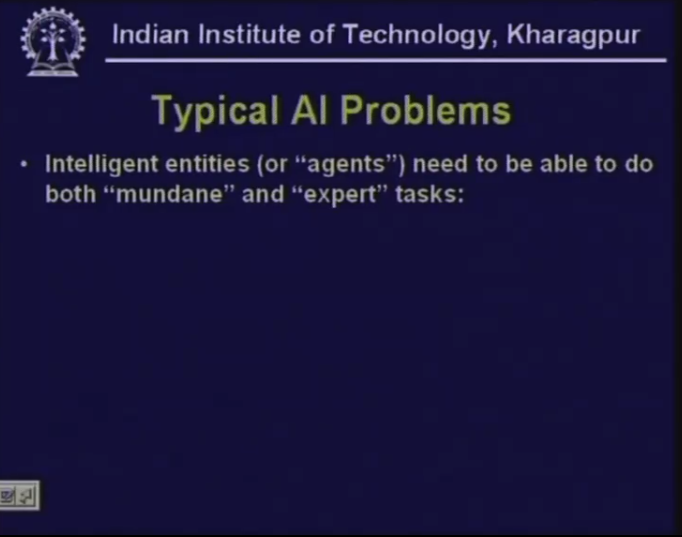 Indian Institute of Technology, Kharagpur
Typical AI Problems
• Intelligent entities (or “agents”) need to be able to do
both “mundane” and “expert” tasks: